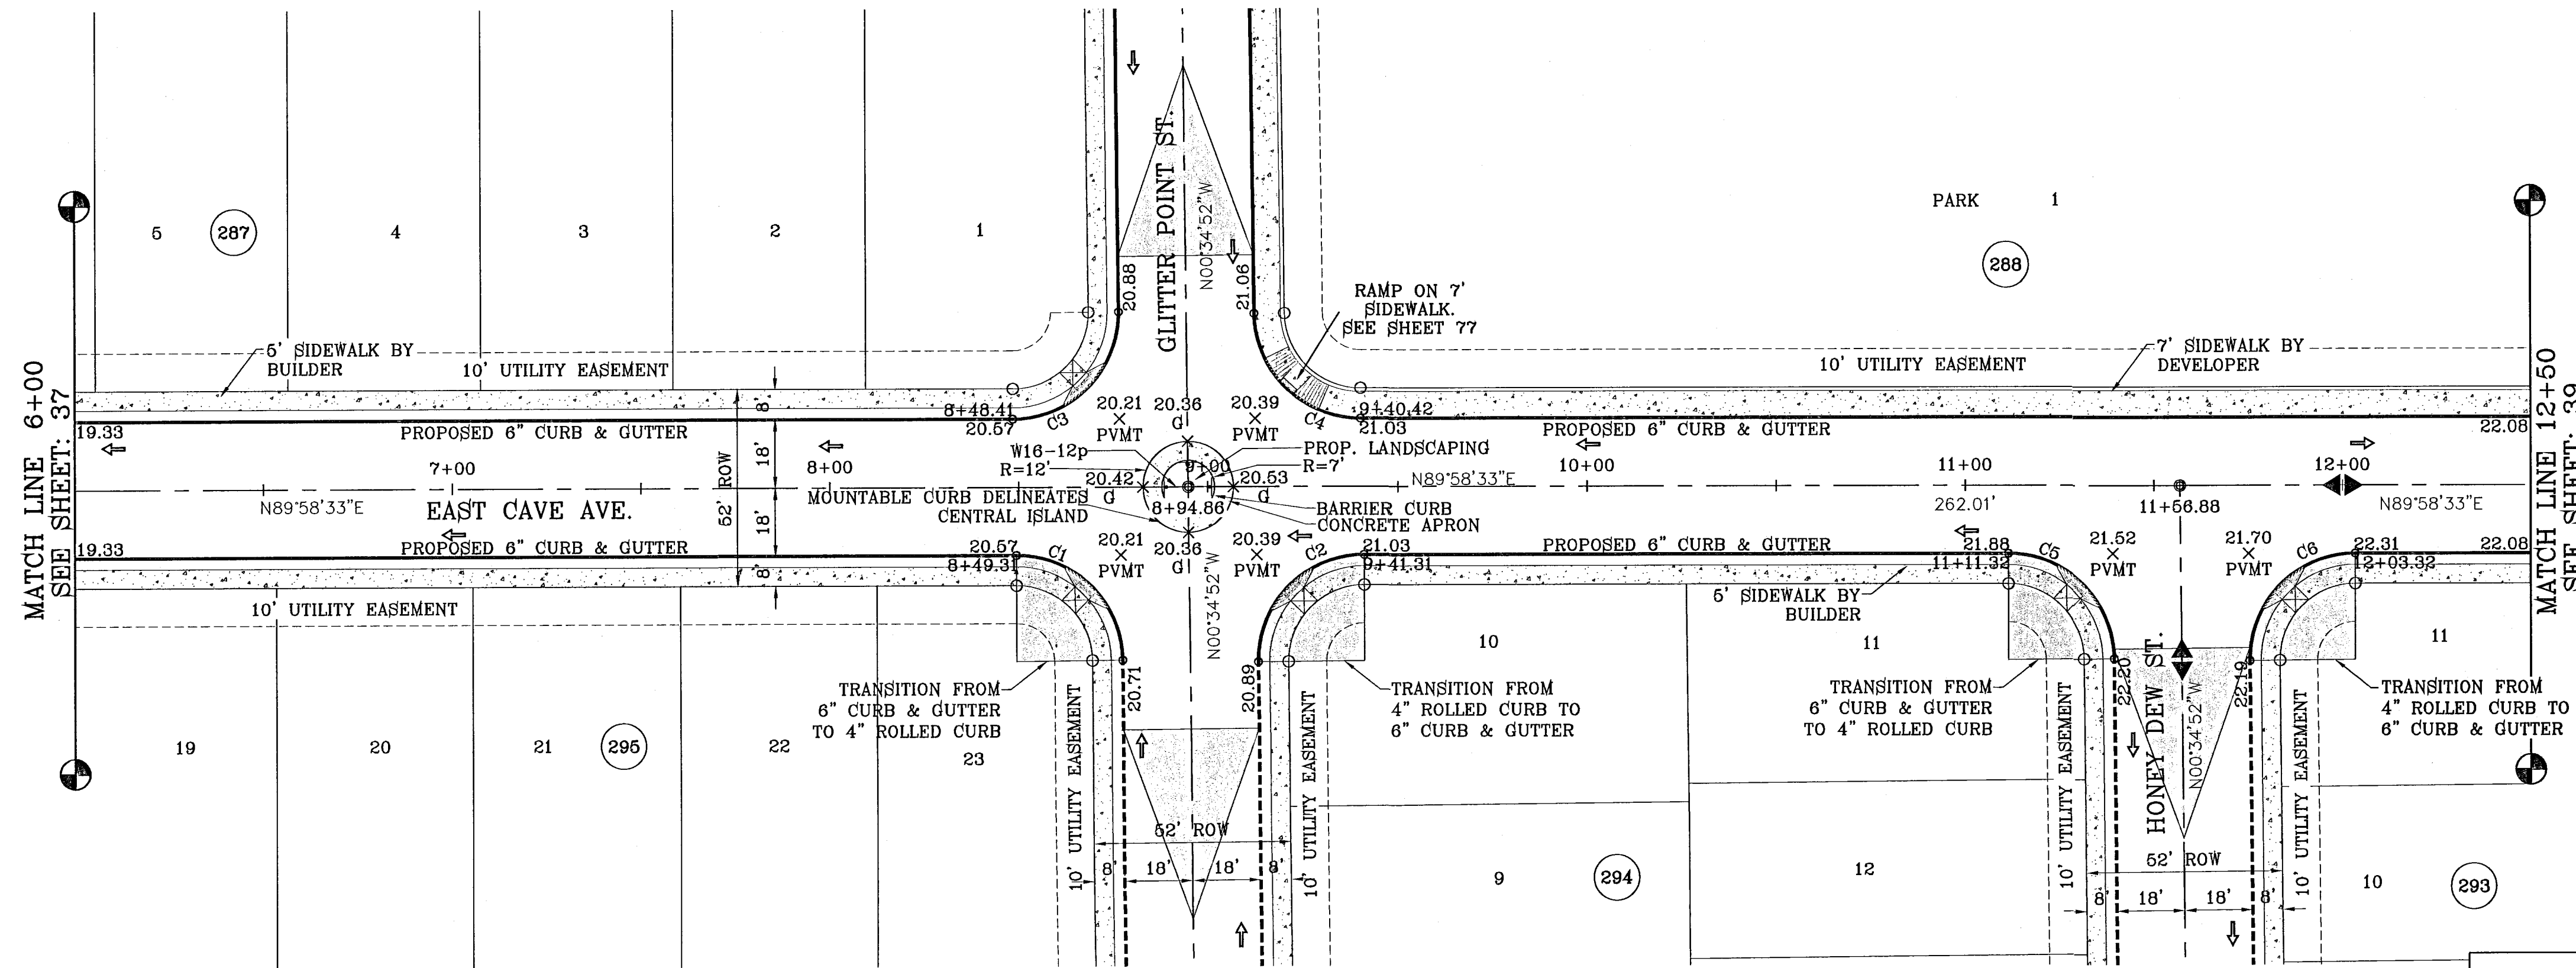 MATCH LINE 6+00
SEE SHEET: 37
5
287
4
3
2
1
5' SIDEWALK BY
BUILDER
10' UTILITY EASEMENT
GLITTER POINT ST.
N00°34'52"W
20.88
21.06
RAMP ON 7'
SIDEWALK.
SEE SHEET 77
PARK
1
288
10' UTILITY EASEMENT
7' SIDEWALK BY
DEVELOPER
8'
18'
52' ROW
18'
8'
8+48.41
20.57
C3
20.21
PVMT
20.36
G
20.39
PVMT
C4
9+40.42
21.03
19.33
PROPOSED 6" CURB & GUTTER
PROPOSED 6" CURB & GUTTER
22.08
7+00
8+00
W16-12p
R=12'
9+00
PROP. LANDSCAPING
R=7'
10+00
11+00
12+00
N89°58'33"E
EAST CAVE AVE.
20.42
G
20.53
G
N89°58'33"E
262.01'
11+56.88
N89°58'33"E
MOUNTABLE CURB DELINEATES
CENTRAL ISLAND
8+94.86
BARRIER CURB
CONCRETE APRON
19.33
PROPOSED 6" CURB & GUTTER
20.57
8+49.31
C1
20.21
PVMT
20.36
G
20.39
PVMT
C2
21.03
9+41.31
PROPOSED 6" CURB & GUTTER
21.88
11+11.32
C5
21.52
PVMT
21.70
PVMT
C6
22.31
12+03.32
22.08
10' UTILITY EASEMENT
5' SIDEWALK BY
BUILDER
N00°34'52"W
10
11
11
20.71
20.89
22.20
22.19
TRANSITION FROM
6" CURB & GUTTER
TO 4" ROLLED CURB
TRANSITION FROM
4" ROLLED CURB TO
6" CURB & GUTTER
TRANSITION FROM
6" CURB & GUTTER
TO 4" ROLLED CURB
TRANSITION FROM
4" ROLLED CURB TO
6" CURB & GUTTER
19
20
21
295
22
23
10' UTILITY EASEMENT
10' UTILITY EASEMENT
10' UTILITY EASEMENT
10' UTILITY EASEMENT
HONEY DEW ST.
N00°34'52"W
52' ROW
8'
18'
18'
8'
9
294
12
52' ROW
8'
18'
18'
8'
10
293
MATCH LINE 12+50
SEE SHEET: 39